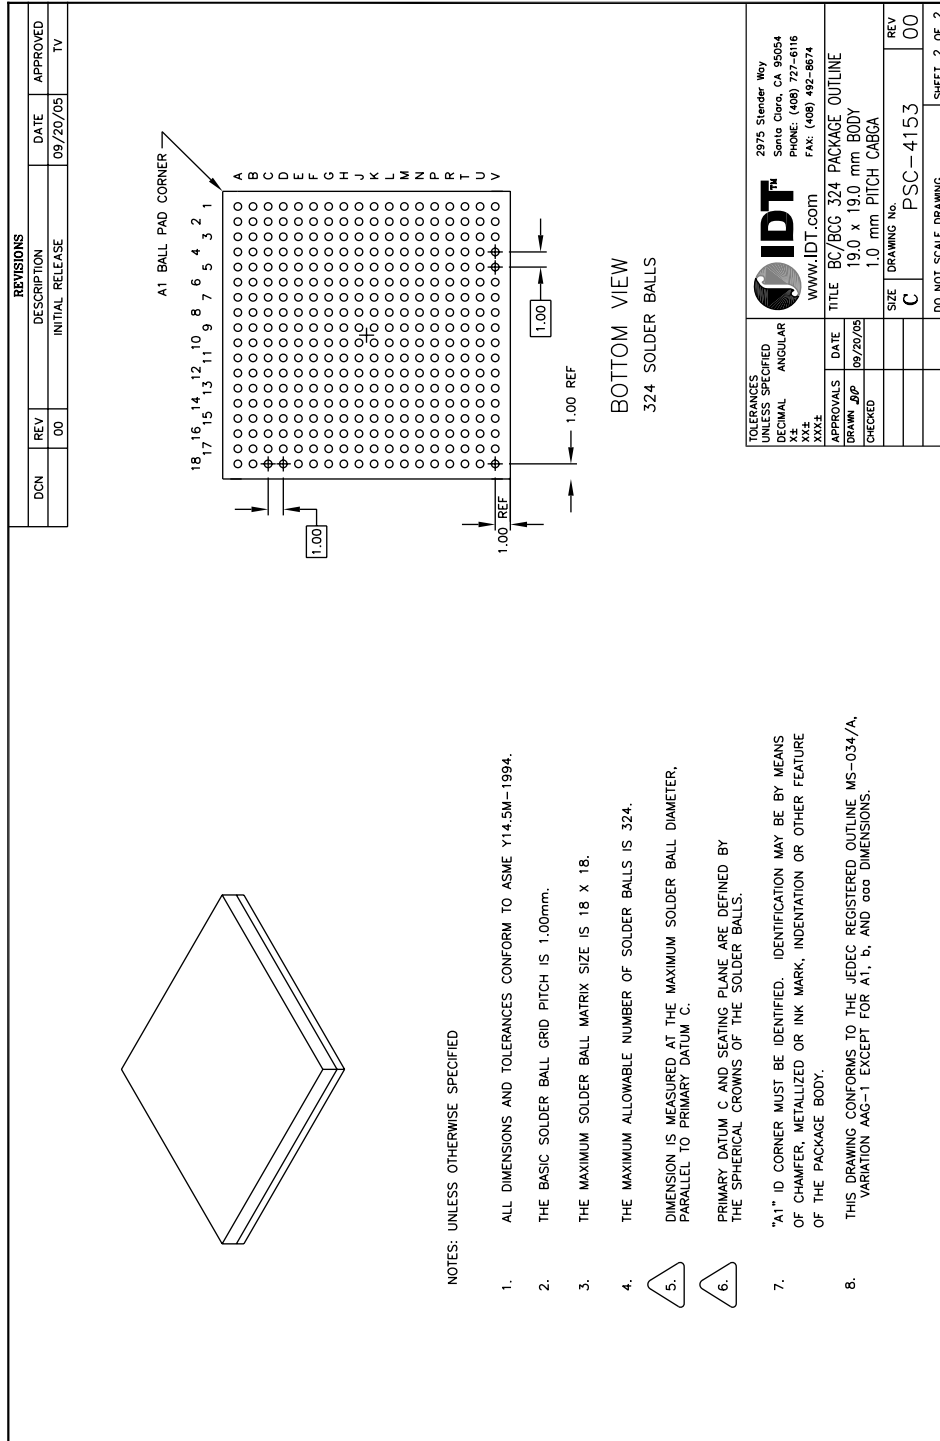 REVISIONS
DCN REV DESCRIPTION DATE APPROVED
00 INITIAL RELEASE 09/20/05 TV
A1 BALL PAD CORNER
18 17 16 15 14 13 12 11 10 9 8 7 6 5 4 3 2 1
A
B
C
D
E
F
G
H
J
K
L
M
N
P
R
T
U
V
1.00
1.00 REF
1.00 REF
1.00
BOTTOM VIEW
324 SOLDER BALLS
NOTES: UNLESS OTHERWISE SPECIFIED
1. ALL DIMENSIONS AND TOLERANCES CONFORM TO ASME Y14.5M-1994.
2. THE BASIC SOLDER BALL GRID PITCH IS 1.00mm.
3. THE MAXIMUM SOLDER BALL MATRIX SIZE IS 18 X 18.
4. THE MAXIMUM ALLOWABLE NUMBER OF SOLDER BALLS IS 324.
5. DIMENSION IS MEASURED AT THE MAXIMUM SOLDER BALL DIAMETER,
PARALLEL TO PRIMARY DATUM C.
6. PRIMARY DATUM C AND SEATING PLANE ARE DEFINED BY
THE SPHERICAL CROWNS OF THE SOLDER BALLS.
7. "A1" ID CORNER MUST BE IDENTIFIED. IDENTIFICATION MAY BE BY MEANS
OF CHAMFER, METALLIZED OR INK MARK, INDENTATION OR OTHER FEATURE
OF THE PACKAGE BODY.
8. THIS DRAWING CONFORMS TO THE JEDEC REGISTERED OUTLINE MS-034/A,
VARIATION AAG-1 EXCEPT FOR A1, b, AND aaa DIMENSIONS.
TOLERANCES
UNLESS SPECIFIED
DECIMAL ANGULAR
X±
XX±
XXX±
APPROVALS DATE
DRAWN 09/20/05
CHECKED
IDT™
www.IDT.com
2975 Stender Way
Santa Clara, CA 95054
PHONE: (408) 727-6116
FAX: (408) 492-8674
TITLE BC/BCG 324 PACKAGE OUTLINE
19.0 x 19.0 mm BODY
1.0 mm PITCH CABGA
SIZE DRAWING No. REV
C PSC-4153 00
DO NOT SCALE DRAWING SHEET 2 OF 2